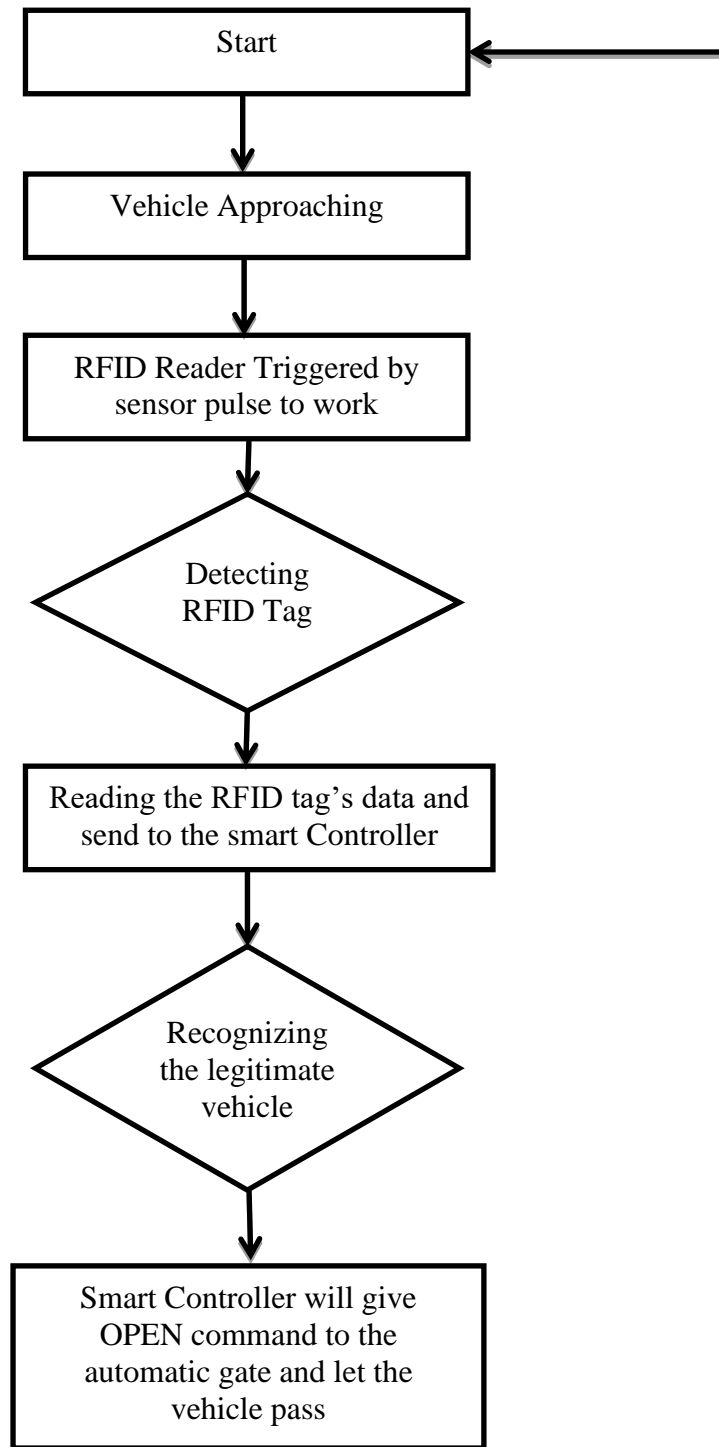 Start
Vehicle Approaching
RFID Reader Triggered by
sensor pulse to work
Detecting
RFID Tag
Reading the RFID tag’s data and
send to the smart Controller
Recognizing
the legitimate
vehicle
Smart Controller will give
OPEN command to the
automatic gate and let the
vehicle pass